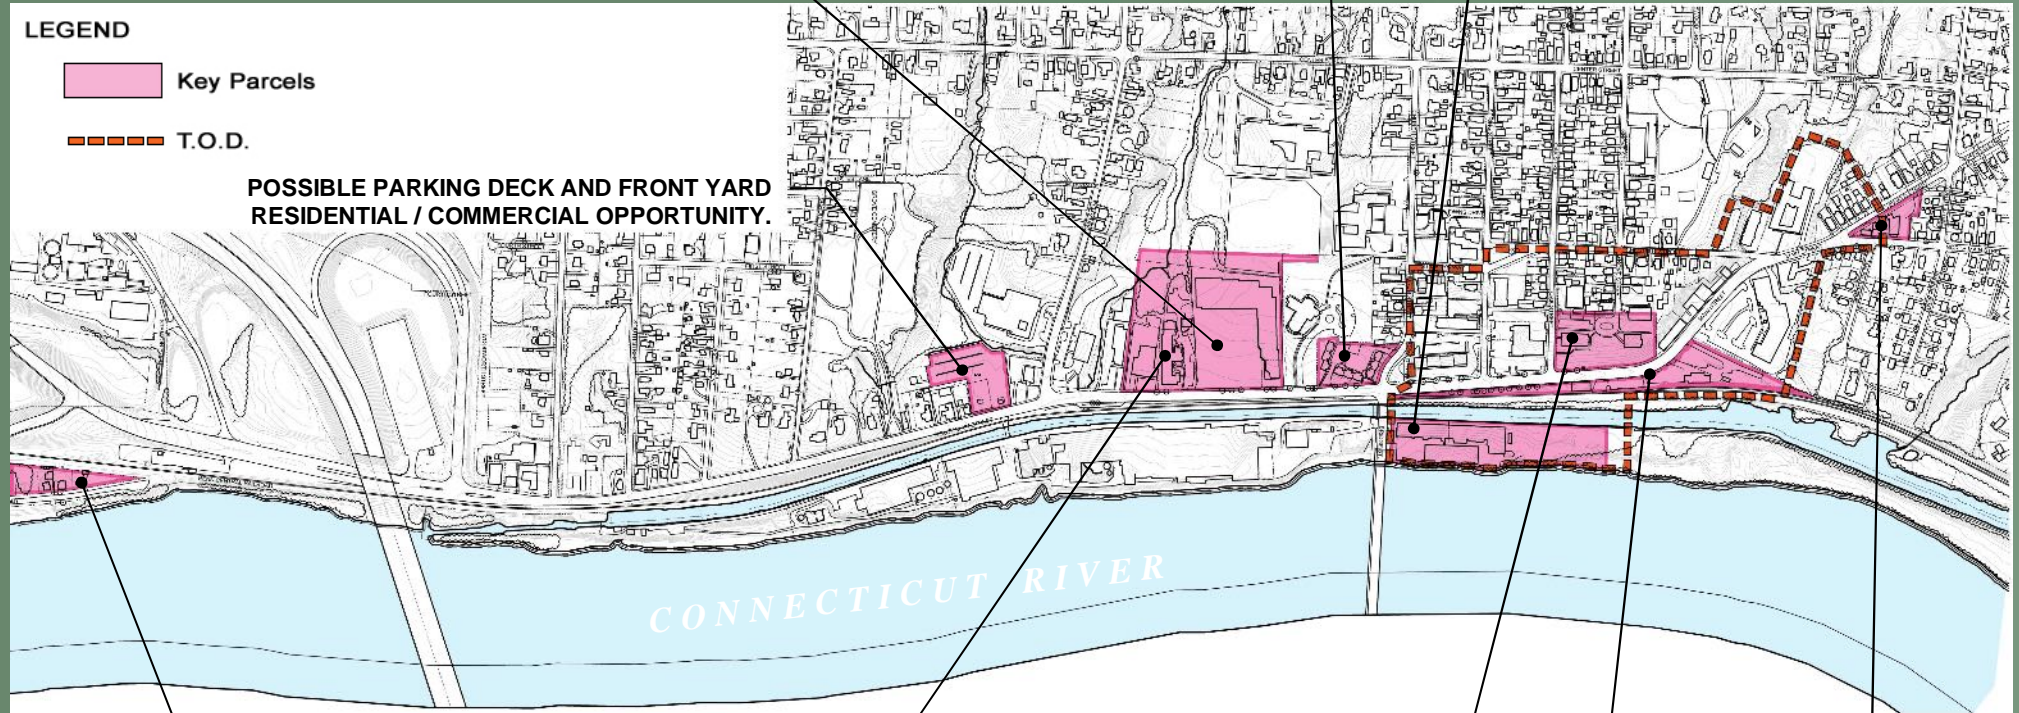 LEGEND
Key Parcels
T.O.D.
POSSIBLE PARKING DECK AND FRONT YARD
RESIDENTIAL / COMMERCIAL OPPORTUNITY.
CONNECTICUT RIVER